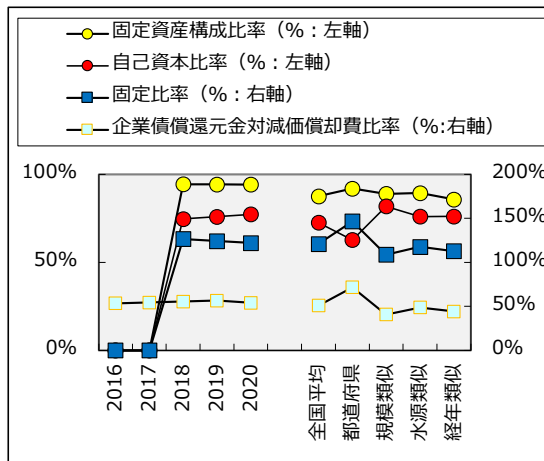 固定資産構成比率（%：左軸）
自己資本比率（%：左軸）
固定比率（%：右軸）
企業債償還元金対減価償却費比率（%:右軸）
100%
50%
0%
200%
150%
100%
50%
0%
2016
2017
2018
2019
2020
全国平均
都道府県
規模類似
水源類似
経年類似